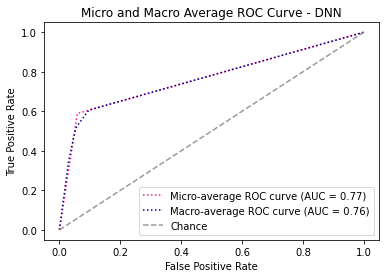 Micro and Macro Average ROC Curve - DNN
True Positive Rate
1.0
0.8
0.6
0.4
0.2
0.0
Micro-average ROC curve (AUC = 0.77)
Macro-average ROC curve (AUC = 0.76)
Chance
0.0 0.2 0.4 0.6 0.8 1.0
False Positive Rate